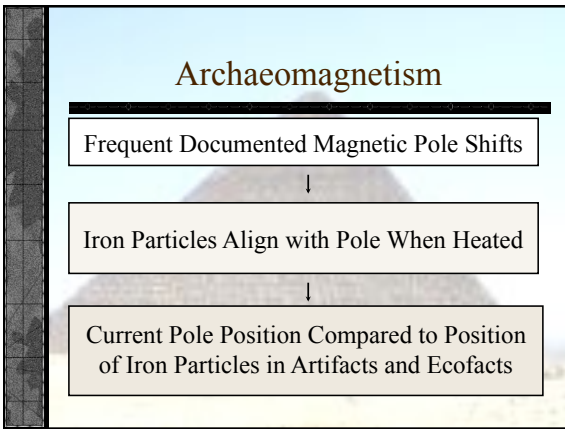 Archaeomagnetism
Frequent Documented Magnetic Pole Shifts
↓
Iron Particles Align with Pole When Heated
↓
Current Pole Position Compared to Position
of Iron Particles in Artifacts and Ecofacts